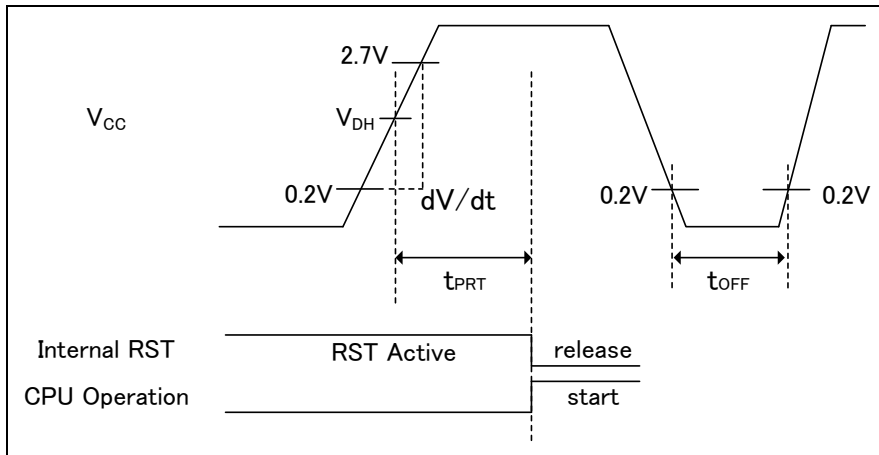 2.7V
VCC
VDH
0.2V
dV/dt
0.2V
0.2V
tPRT
tOFF
Internal RST
RST Active
release
CPU Operation
start